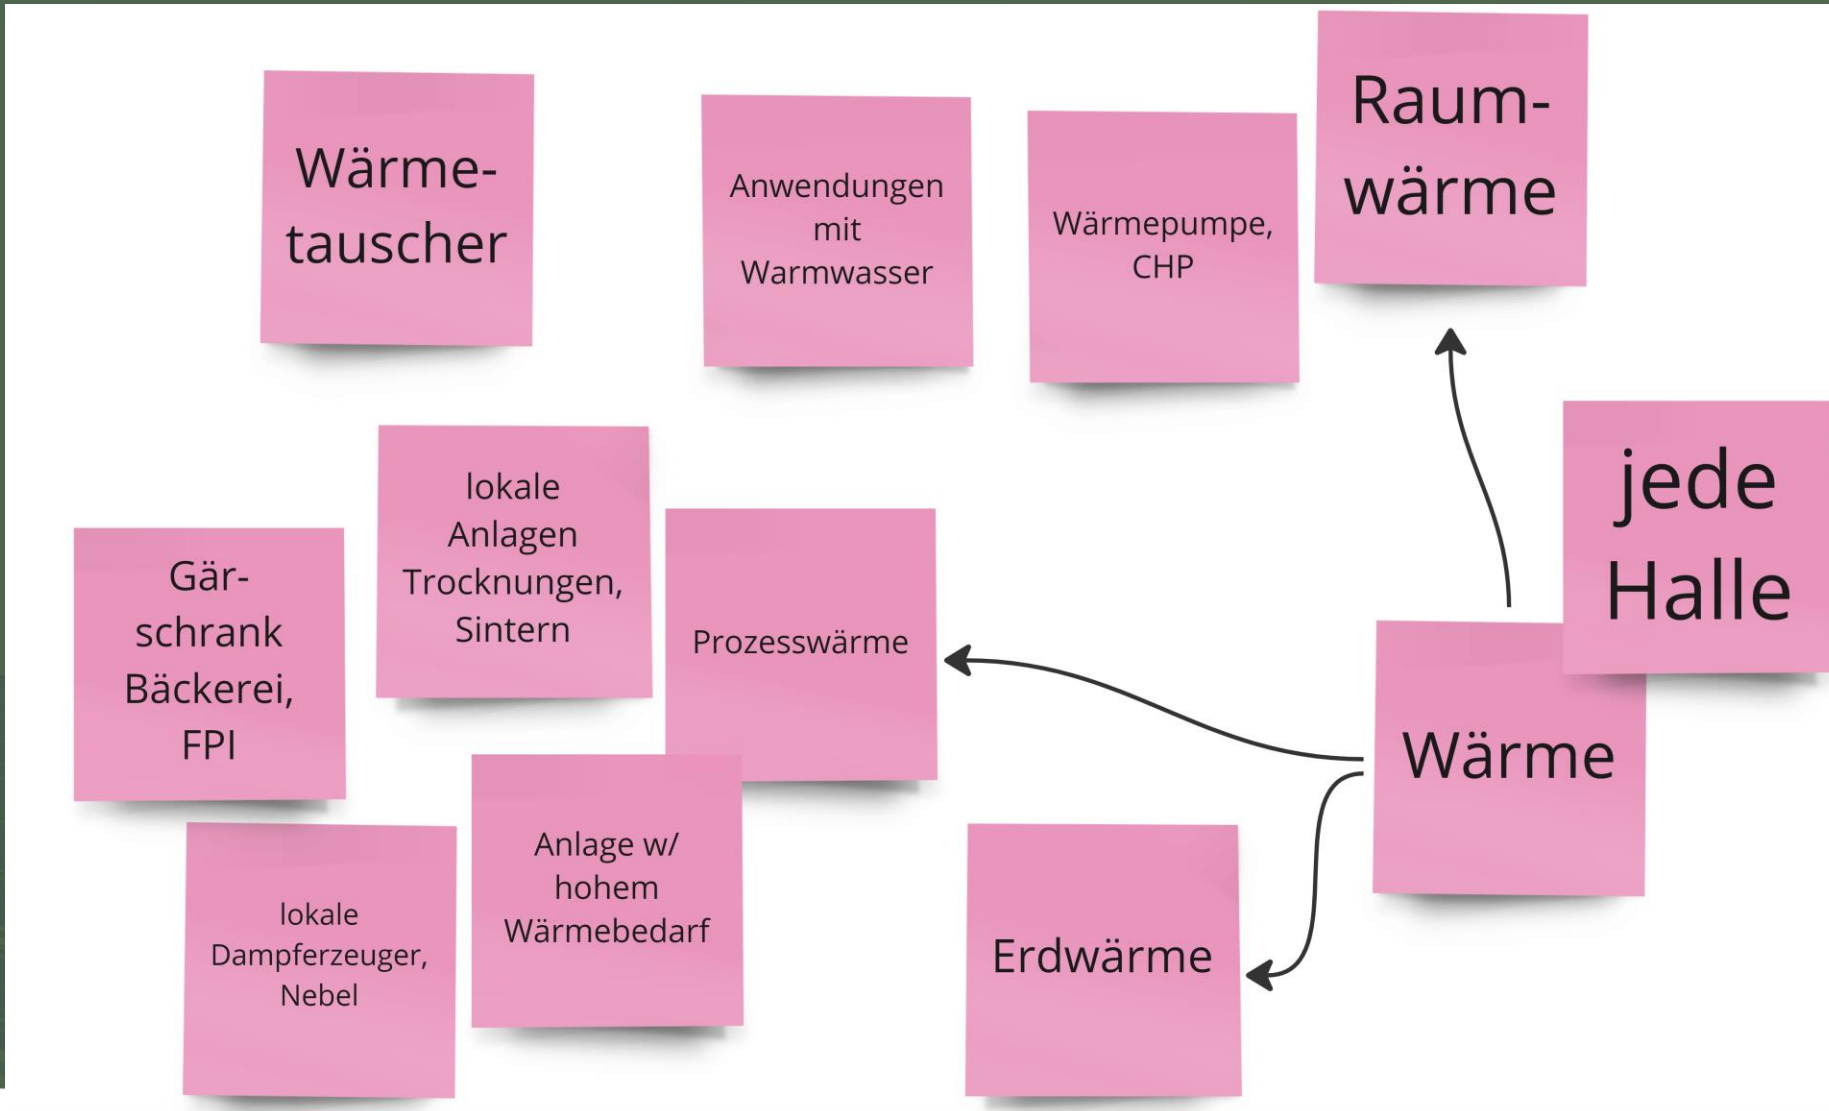 Wärme-
tauscher
Anwendungen
mit
Warmwasser
Wärmepumpe,
CHP
Raum-
wärme
jede
Halle
lokale
Anlagen
Trocknungen,
Sintern
Gär-
schrank
Bäckerei,
FPI
Prozesswärme
Wärme
Anlage w/
hohem
Wärmebedarf
lokale
Dampferzeuger,
Nebel
Erdwärme